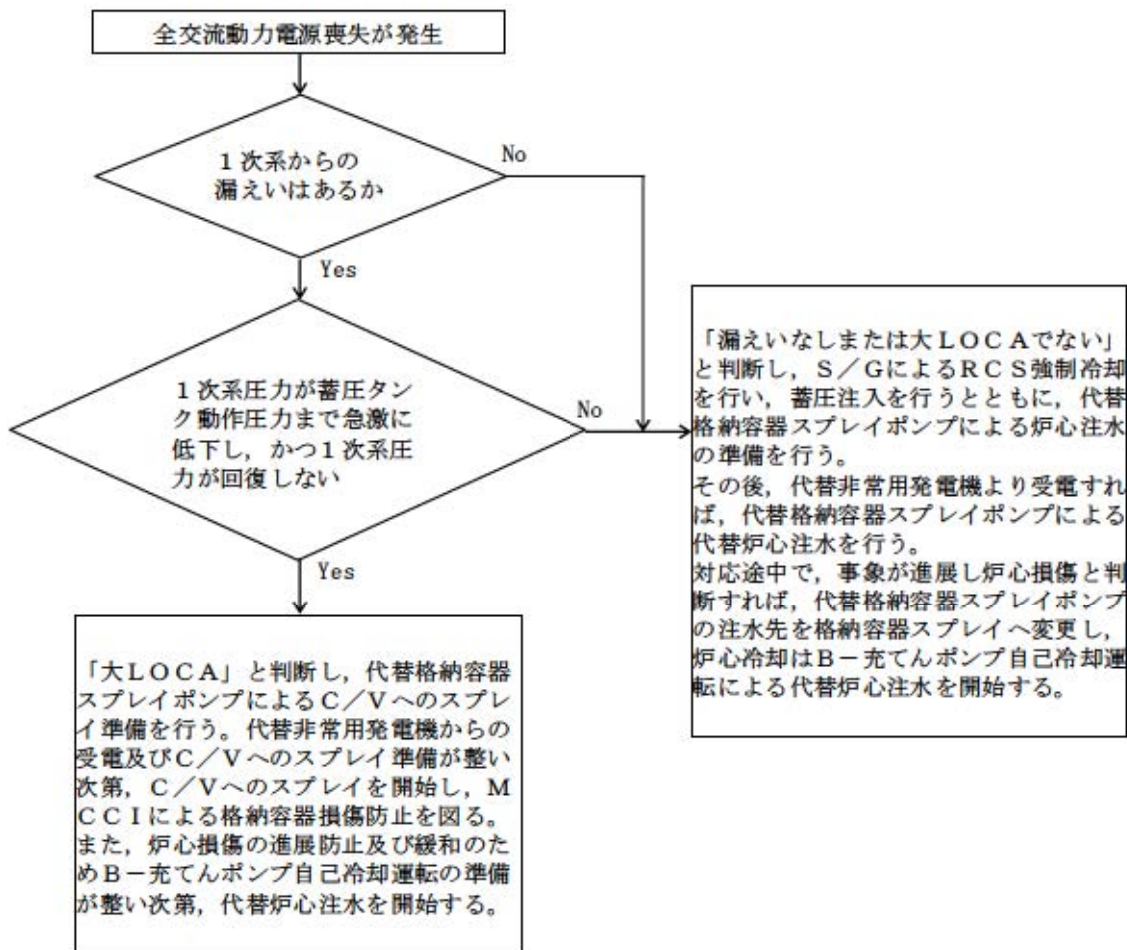 全交流動力電源喪失が発生
１次系からの
漏えいはあるか
No
Yes
１次系圧力が蓄圧タン
ク動作圧力まで急激に
低下し，かつ１次系圧
力が回復しない
No
Yes
「漏えいなしまたは大ＬＯＣＡでない」
と判断し，Ｓ／ＧによるＲＣＳ強制冷却
を行い，蓄圧注入を行うとともに，代替
格納容器スプレイポンプによる炉心注水
の準備を行う。
その後，代替非常用発電機より受電すれ
ば，代替格納容器スプレイポンプによる
代替炉心注水を行う。
対応途中で，事象が進展し炉心損傷と判
断すれば，代替格納容器スプレイポンプ
の注水先を格納容器スプレイへ変更し，
炉心冷却はＢ－充てんポンプ自己冷却運
転による代替炉心注水を開始する。
「大ＬＯＣＡ」と判断し，代替格納容器
スプレイポンプによるＣ／Ｖへのスプレ
イ準備を行う。代替非常用発電機からの
受電及びＣ／Ｖへのスプレイ準備が整い
次第，Ｃ／Ｖへのスプレイを開始し，Ｍ
ＣＣＩによる格納容器損傷防止を図る。
また，炉心損傷の進展防止及び緩和のた
めＢ－充てんポンプ自己冷却運転の準備
が整い次第，代替炉心注水を開始する。